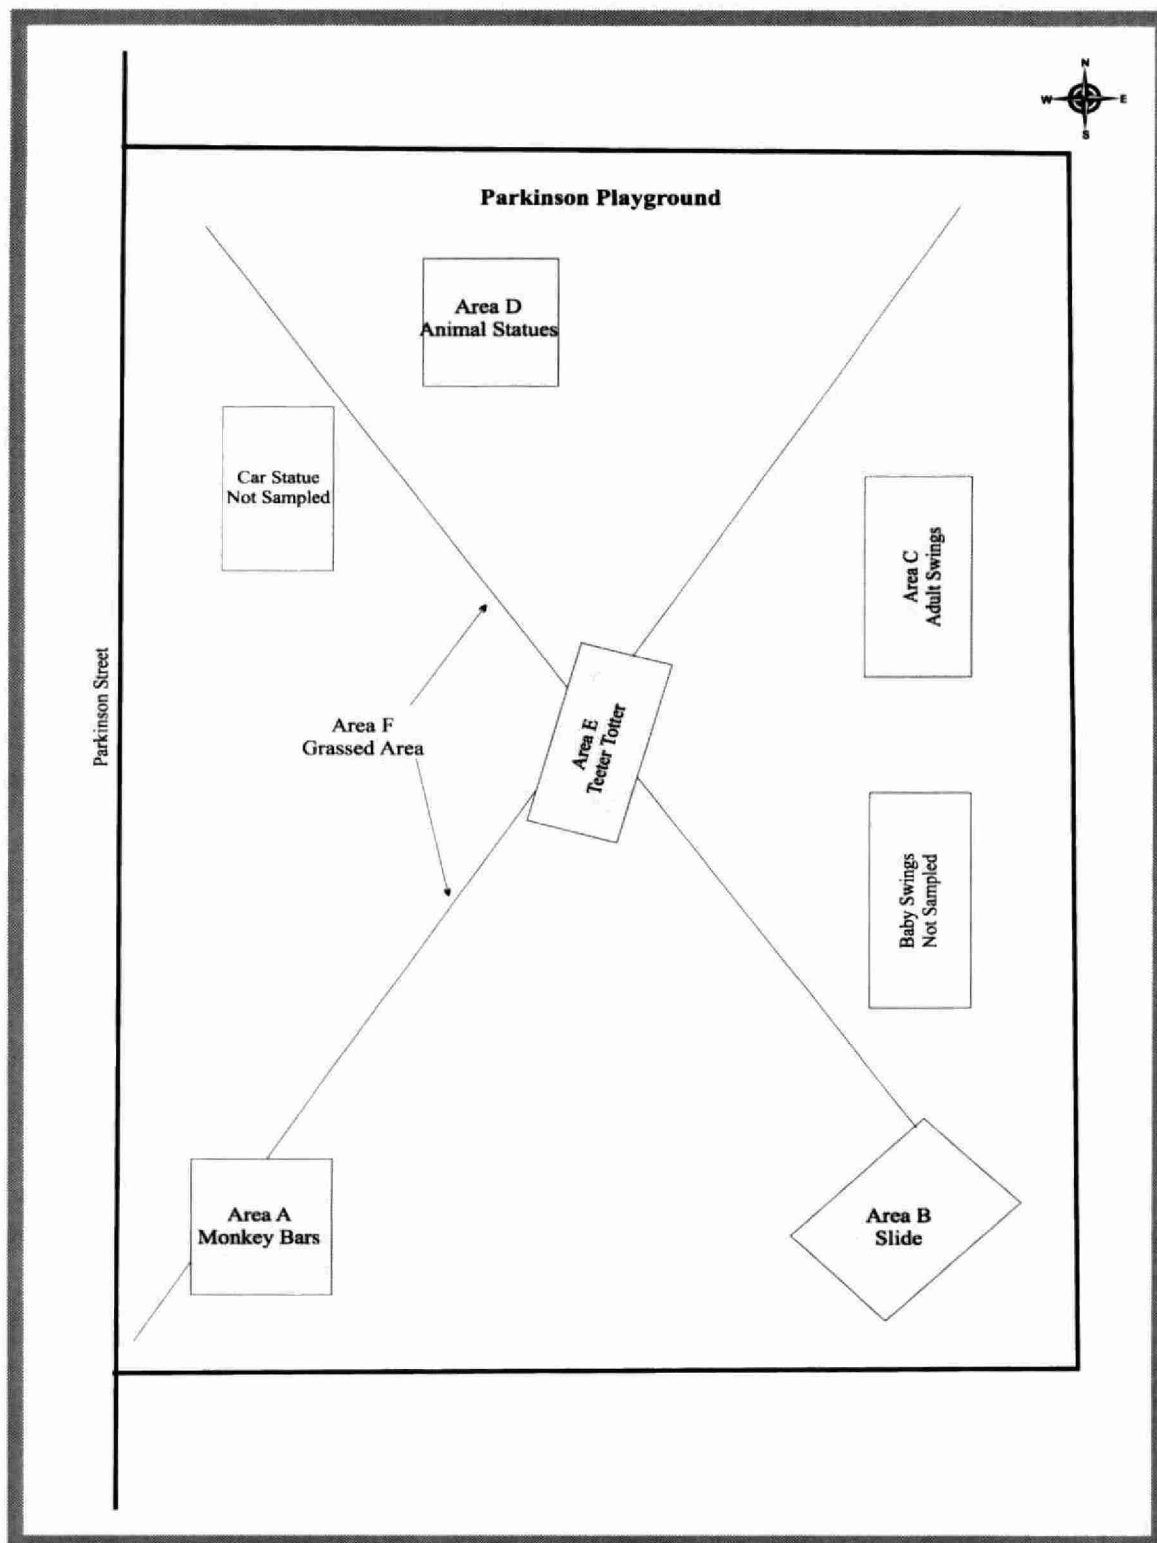 N
W E
S
Parkinson Playground
Area D
Animal Statues
Car Statue
Not Sampled
Area C
Adult Swings
Parkinson Street
Area E
Teeter Totter
Area F
Grassed Area
Baby Swings
Not Sampled
Area A
Monkey Bars
Area B
Slide